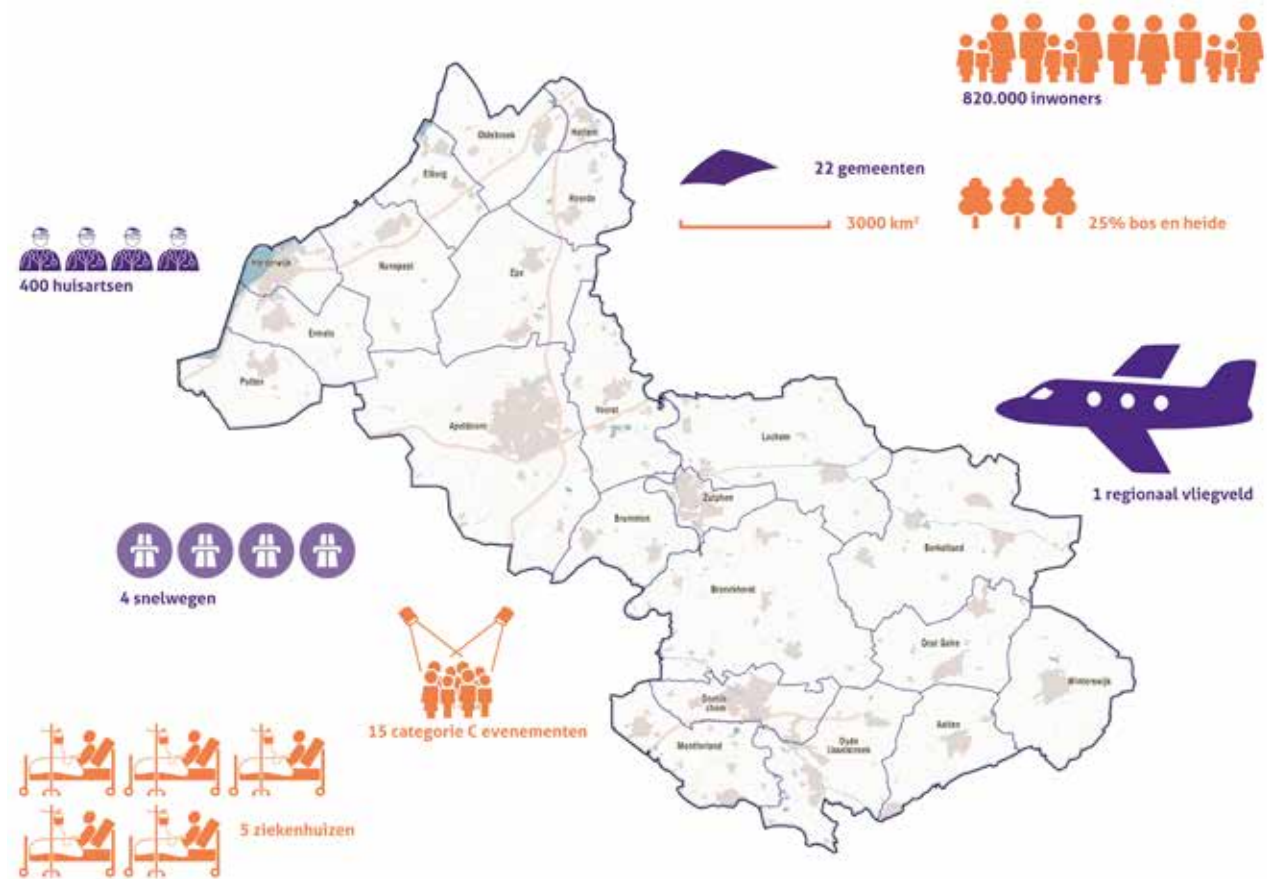 820.000 inwoners
22 gemeenten
3000 km²
25% bos en heide
400 huisartsen
1 regionaal vliegveld
4 snelwegen
15 categorie C evenementen
5 ziekenhuizen
Oldebroek
Hattem
Elburg
Heerde
Harderwijk
Nunspeet
Epe
Ermelo
Putten
Apeldoorn
Voorst
Lochem
Zutphen
Brummen
Berkelland
Bronckhorst
Oost Gelre
Winterswijk
Doetin
chem
Aalten
Montferland
Oude
IJsselstreek